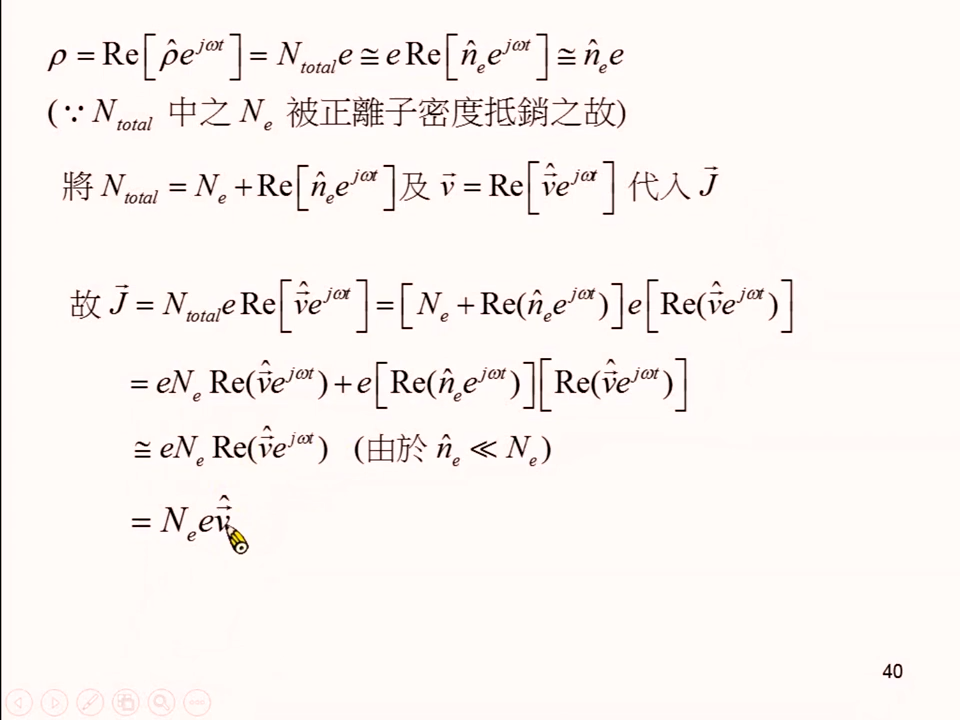 ρ = Re[ρ̂e^{jωt}] = N_{total}e ≅ e Re[n̂_e e^{jωt}] ≅ n̂_e e
(∵ N_{total} 中之 N_e 被正離子密度抵銷之故)
將 N_{total} = N_e + Re[n̂_e e^{jωt}] 及 v⃗ = Re[v⃗̂e^{jωt}] 代入 J⃗
故 J⃗ = N_{total}e Re[v⃗̂e^{jωt}] = [N_e + Re(n̂_e e^{jωt})]e[Re(v⃗̂e^{jωt})]
= eN_e Re(v⃗̂e^{jωt}) + e[Re(n̂_e e^{jωt})][Re(v⃗̂e^{jωt})]
≅ eN_e Re(v⃗̂e^{jωt}) (由於 n̂_e ≪ N_e)
= N_e ev⃗̂
40